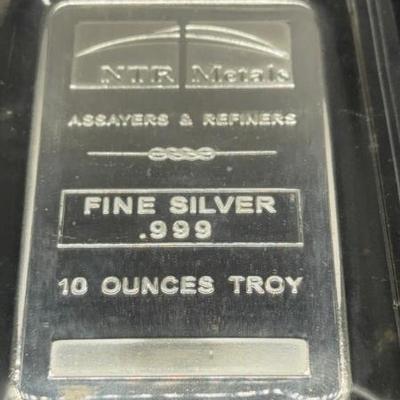 NTR Metals
ASSAYERS & REFINERS
FINE SILVER
.999
10 OUNCES TROY